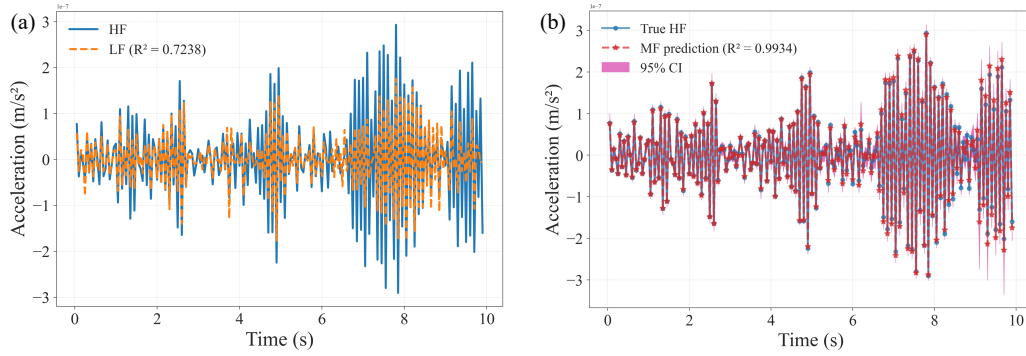 (a)
1e−7
3
2
1
0
−1
−2
−3
Acceleration (m/s²)
HF
LF (R² = 0.7238)
0
2
4
6
8
10
Time (s)
(b)
1e−7
3
2
1
0
−1
−2
−3
Acceleration (m/s²)
True HF
MF prediction (R² = 0.9934)
95% CI
0
2
4
6
8
10
Time (s)